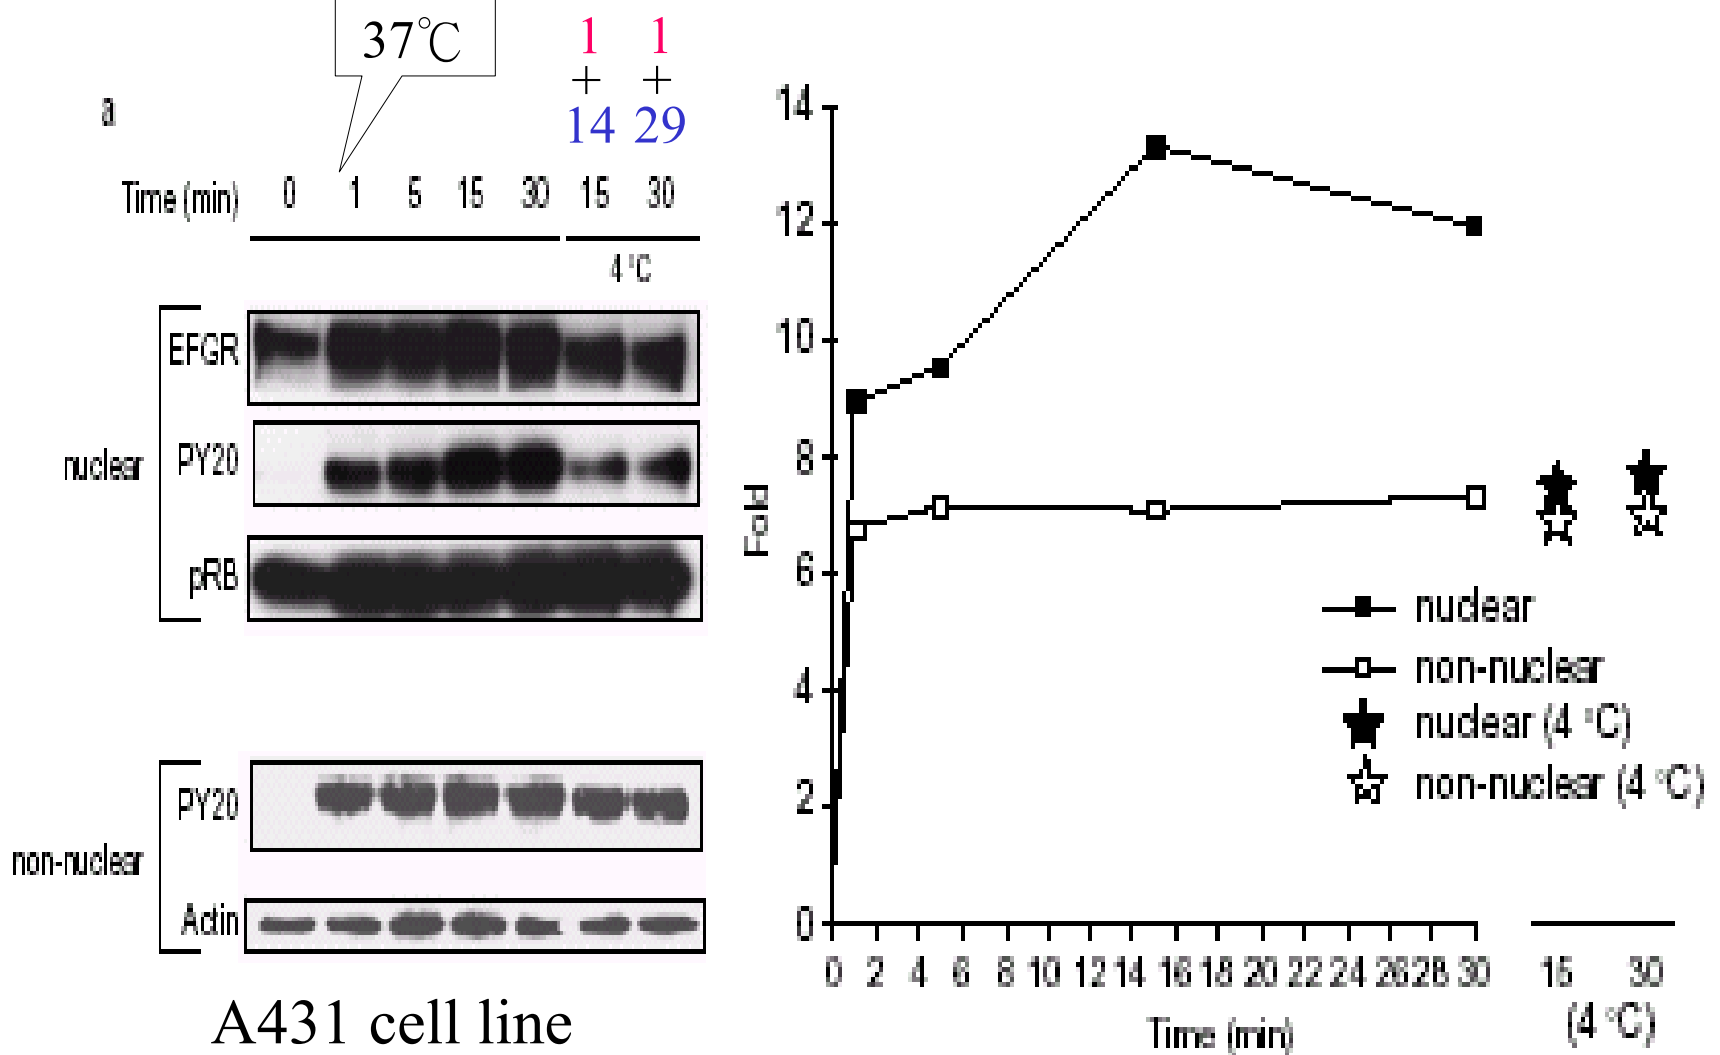 37℃
1 1
+ +
14 29
a
Time (min) 0 1 5 15 30 15 30
4 °C
EFGR
nuclear
PY20
pRB
PY20
non-nuclear
Actin
A431 cell line
14
12
10
8
6
4
2
0
Fold
0 2 4 6 8 10 12 14 16 18 20 22 24 26 28 30
15 30
(4 °C)
Time (min)
nuclear
non-nuclear
nuclear (4 °C)
non-nuclear (4 °C)